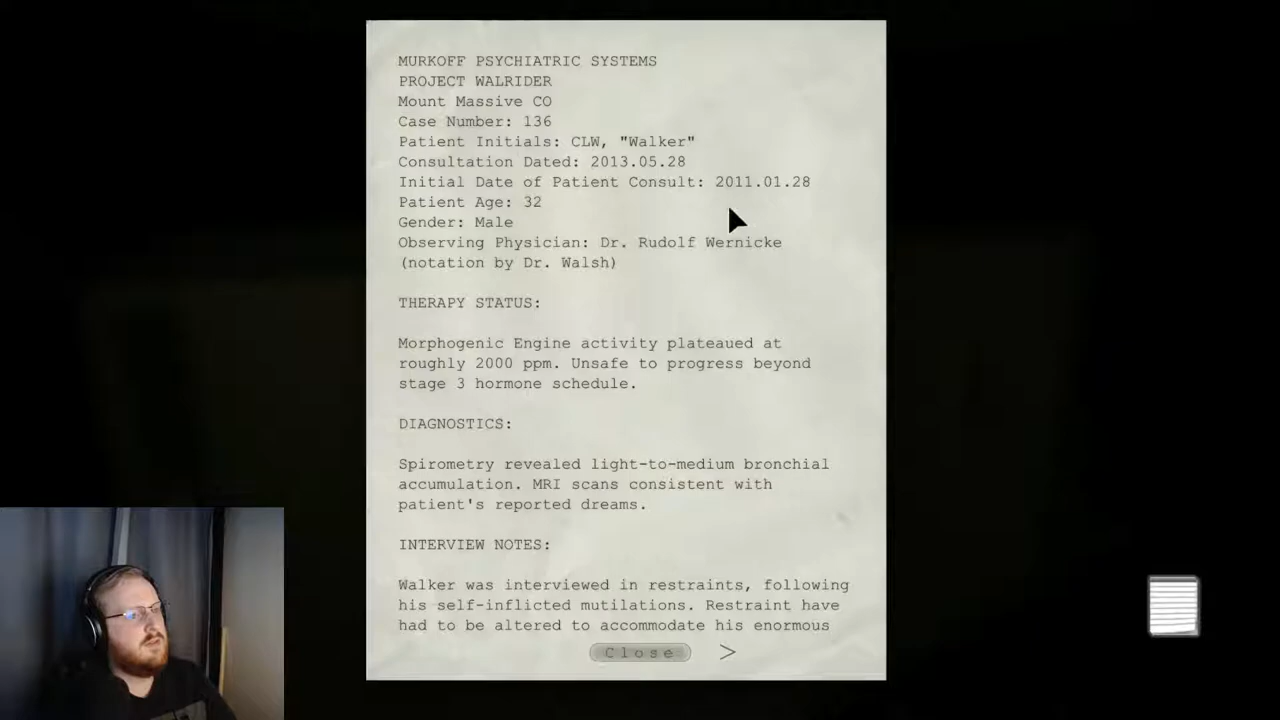 MURKOFF PSYCHIATRIC SYSTEMS
PROJECT WALRIDER
Mount Massive CO
Case Number: 136
Patient Initials: CLW, "Walker"
Consultation Dated: 2013.05.28
Initial Date of Patient Consult: 2011.01.28
Patient Age: 32
Gender: Male
Observing Physician: Dr. Rudolf Wernicke
(notation by Dr. Walsh)
THERAPY STATUS:
Morphogenic Engine activity plateaued at
roughly 2000 ppm. Unsafe to progress beyond
stage 3 hormone schedule.
DIAGNOSTICS:
Spirometry revealed light-to-medium bronchial
accumulation. MRI scans consistent with
patient's reported dreams.
INTERVIEW NOTES:
Walker was interviewed in restraints, following
his self-inflicted mutilations. Restraint have
had to be altered to accommodate his enormous
Close >